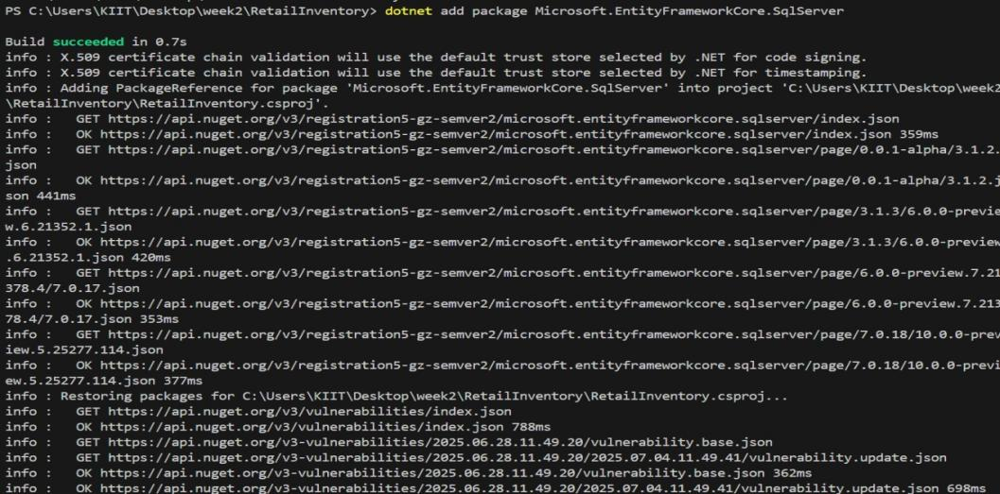 PS C:\Users\KIIT\Desktop\week2\RetailInventory> dotnet add package Microsoft.EntityFrameworkCore.SqlServer
Build succeeded in 0.7s
info : X.509 certificate chain validation will use the default trust store selected by .NET for code signing.
info : X.509 certificate chain validation will use the default trust store selected by .NET for timestamping.
info : Adding PackageReference for package 'Microsoft.EntityFrameworkCore.SqlServer' into project 'C:\Users\KIIT\Desktop\week2
\RetailInventory\RetailInventory.csproj'.
info :   GET https://api.nuget.org/v3/registration5-gz-semver2/microsoft.entityframeworkcore.sqlserver/index.json
info :   OK https://api.nuget.org/v3/registration5-gz-semver2/microsoft.entityframeworkcore.sqlserver/index.json 359ms
info :   GET https://api.nuget.org/v3/registration5-gz-semver2/microsoft.entityframeworkcore.sqlserver/page/0.0.1-alpha/3.1.2.
json
info :   OK https://api.nuget.org/v3/registration5-gz-semver2/microsoft.entityframeworkcore.sqlserver/page/0.0.1-alpha/3.1.2.j
son 441ms
info :   GET https://api.nuget.org/v3/registration5-gz-semver2/microsoft.entityframeworkcore.sqlserver/page/3.1.3/6.0.0-previe
w.6.21352.1.json
info :   OK https://api.nuget.org/v3/registration5-gz-semver2/microsoft.entityframeworkcore.sqlserver/page/3.1.3/6.0.0-preview
.6.21352.1.json 420ms
info :   GET https://api.nuget.org/v3/registration5-gz-semver2/microsoft.entityframeworkcore.sqlserver/page/6.0.0-preview.7.21
378.4/7.0.17.json
info :   OK https://api.nuget.org/v3/registration5-gz-semver2/microsoft.entityframeworkcore.sqlserver/page/6.0.0-preview.7.213
78.4/7.0.17.json 353ms
info :   GET https://api.nuget.org/v3/registration5-gz-semver2/microsoft.entityframeworkcore.sqlserver/page/7.0.18/10.0.0-prev
iew.5.25277.114.json
info :   OK https://api.nuget.org/v3/registration5-gz-semver2/microsoft.entityframeworkcore.sqlserver/page/7.0.18/10.0.0-previ
ew.5.25277.114.json 377ms
info : Restoring packages for C:\Users\KIIT\Desktop\week2\RetailInventory\RetailInventory.csproj...
info :   GET https://api.nuget.org/v3/vulnerabilities/index.json
info :   OK https://api.nuget.org/v3/vulnerabilities/index.json 788ms
info :   GET https://api.nuget.org/v3-vulnerabilities/2025.06.28.11.49.20/vulnerability.base.json
info :   GET https://api.nuget.org/v3-vulnerabilities/2025.06.28.11.49.20/2025.07.04.11.49.41/vulnerability.update.json
info :   OK https://api.nuget.org/v3-vulnerabilities/2025.06.28.11.49.20/vulnerability.base.json 362ms
info :   OK https://api.nuget.org/v3-vulnerabilities/2025.06.28.11.49.20/2025.07.04.11.49.41/vulnerability.update.json 698ms